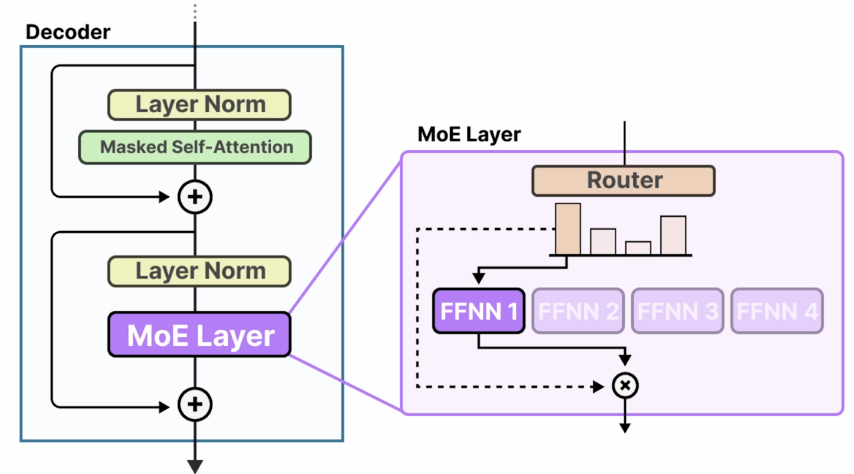 Decoder
Layer Norm
Masked Self-Attention
+
Layer Norm
MoE Layer
+
MoE Layer
Router
FFNN 1 FFNN 2 FFNN 3 FFNN 4
×